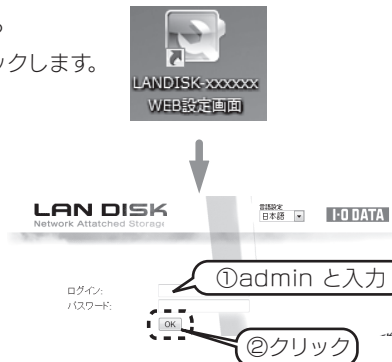 ックします。
LANDISK-xxxxxx
WEB設定画面
LAN DISK
Network Attatched Storage
言語設定
日本語
I-O DATA
ログイン:
パスワード:
OK
①admin と入力
②クリック